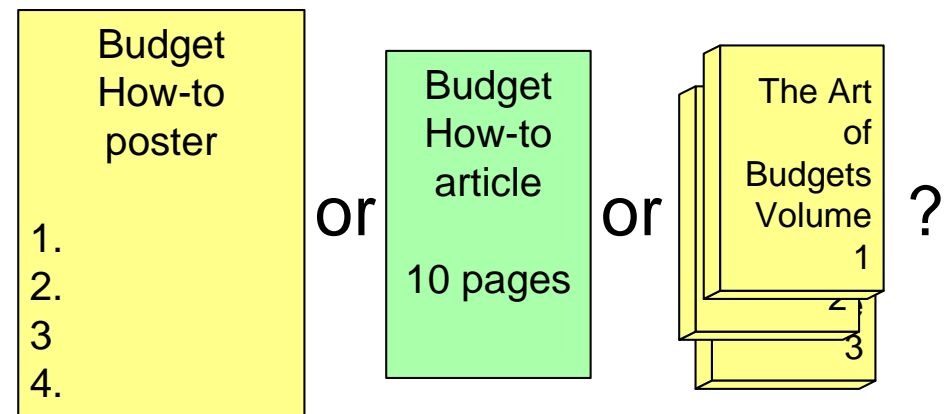 Budget
How-to
poster
1.
2.
3
4.
or
Budget
How-to
article
10 pages
or
The Art
of
Budgets
Volume
1
2
3
?